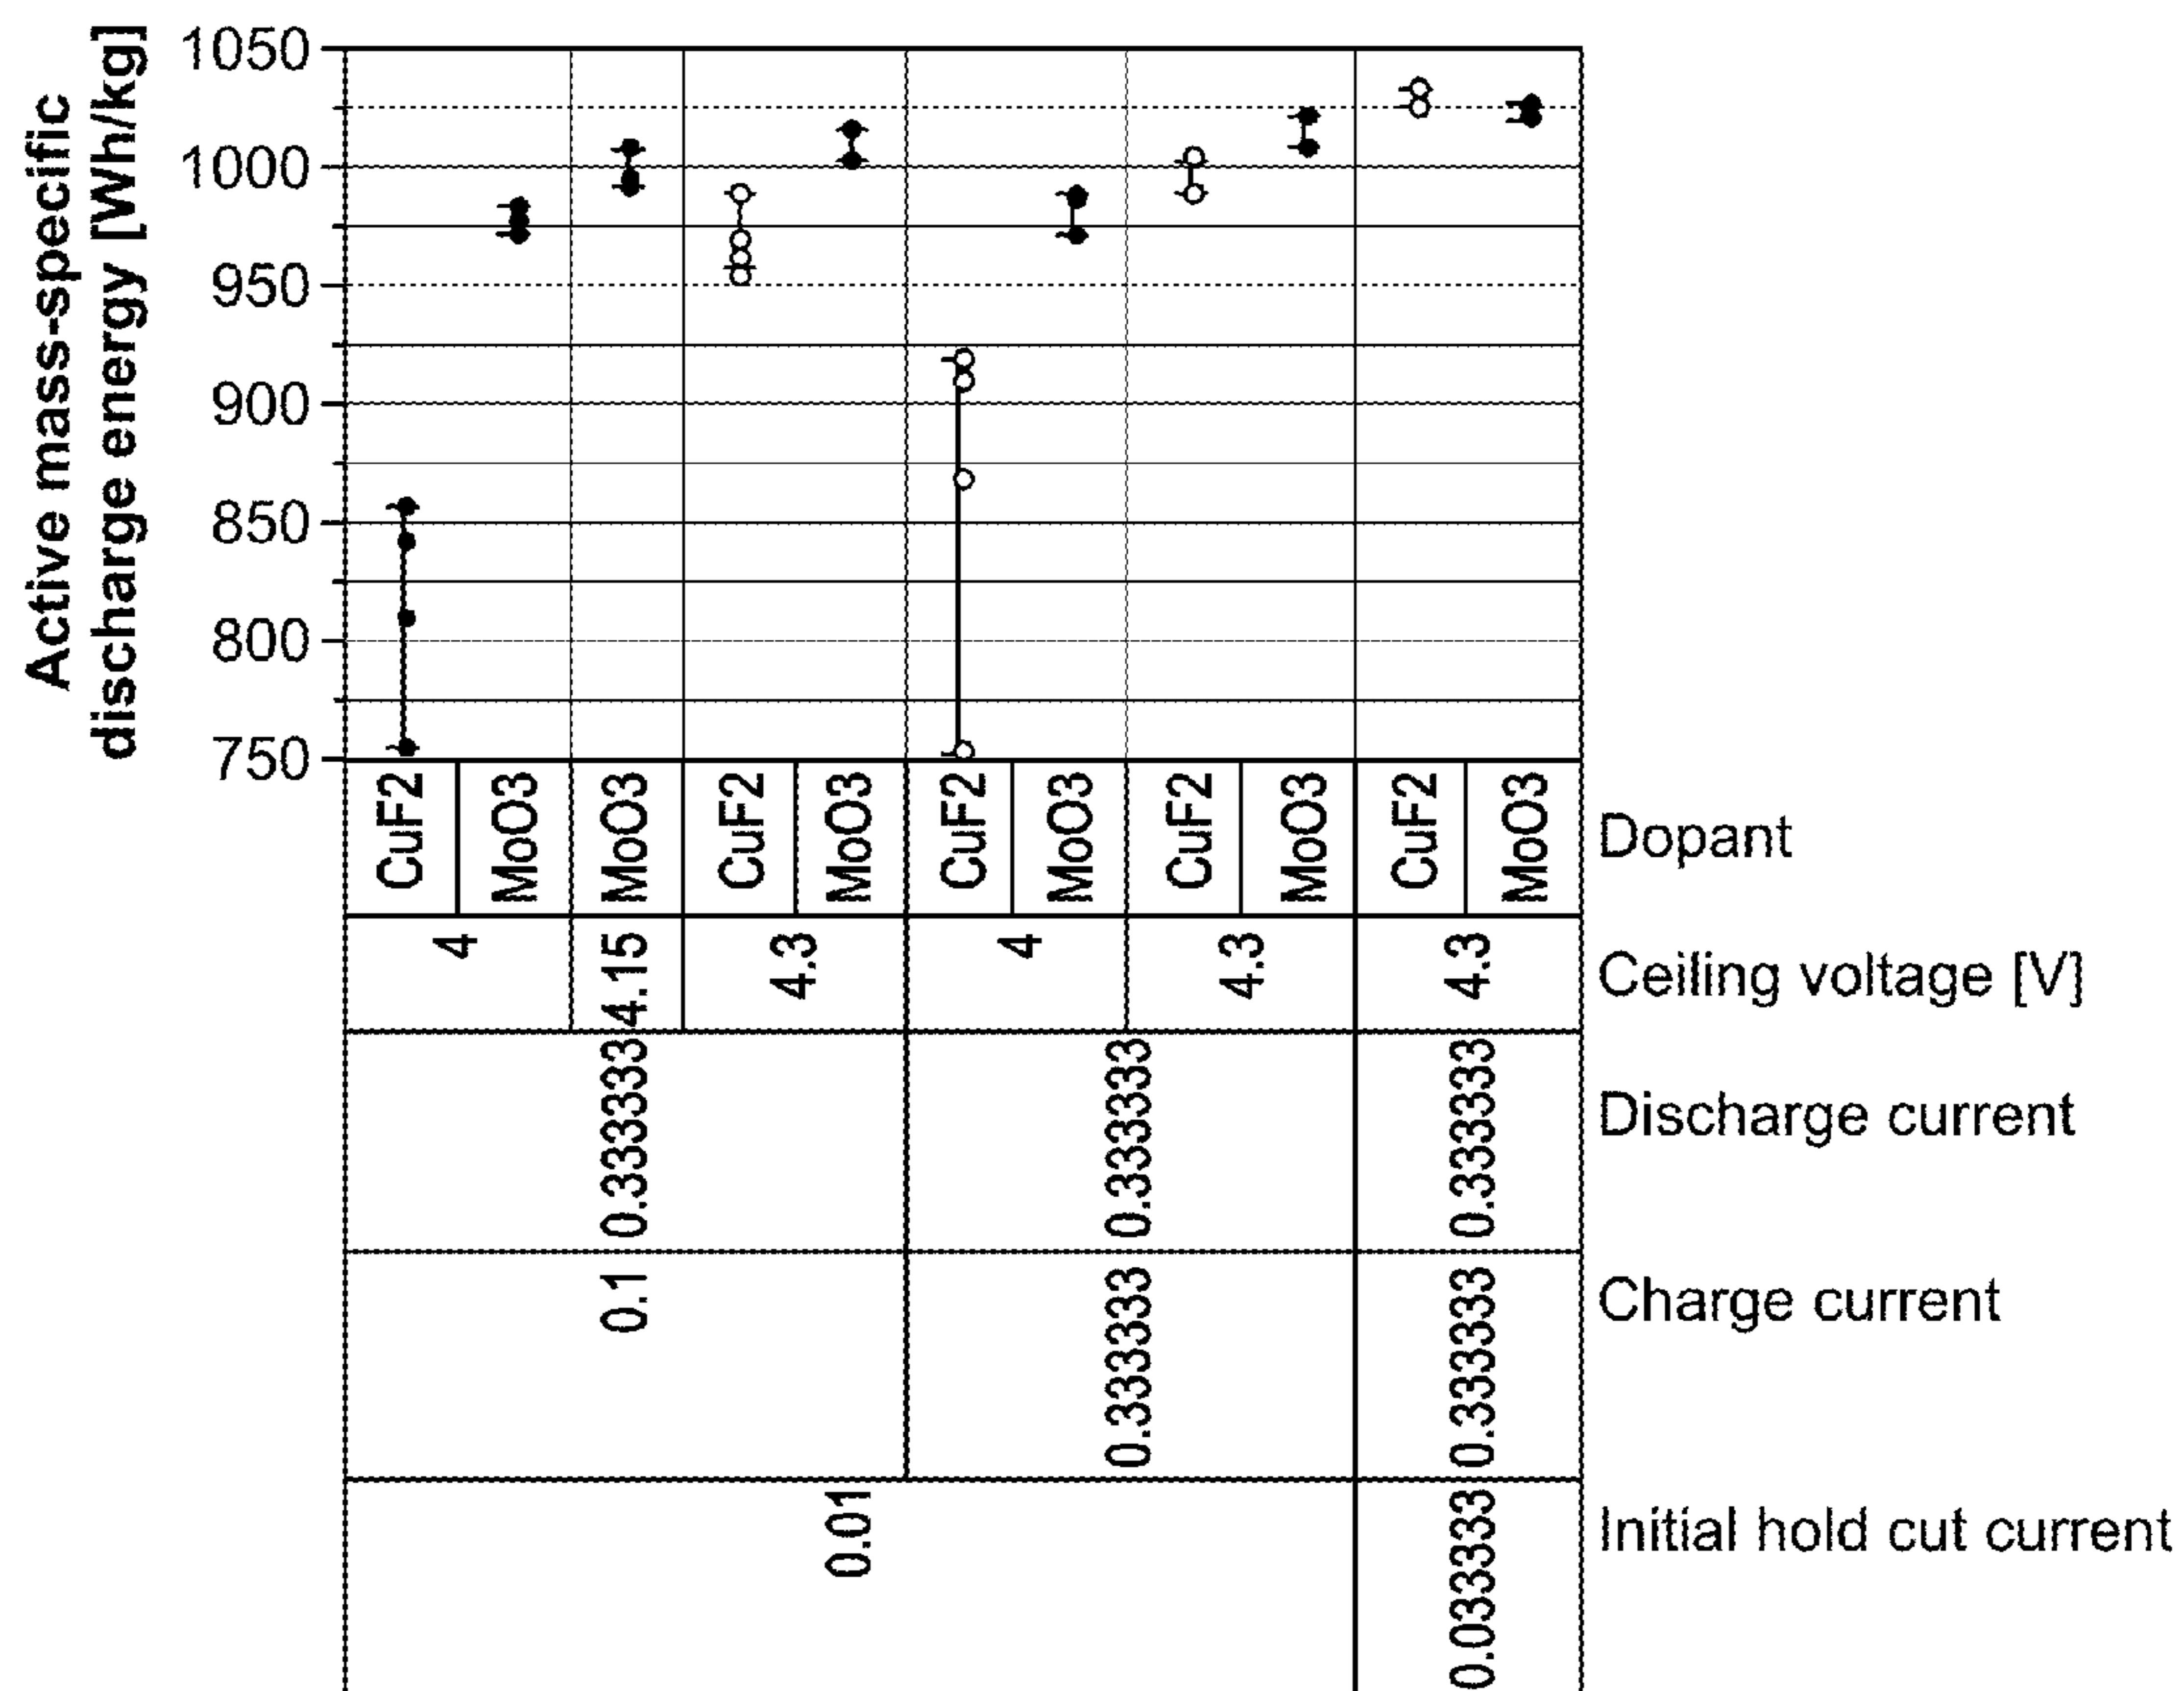 Active mass-specific
discharge energy [Wh/kg]
1050
1000
950
900
850
800
750
CuF2
MoO3
MoO3
CuF2
MoO3
CuF2
MoO3
CuF2
MoO3
CuF2
MoO3
Dopant
4
4.15
4.3
4
4.3
4.3
Ceiling voltage [V]
0.333333
0.333333
0.333333
Discharge current
0.1
0.333333
0.333333
Charge current
0.01
0.033333
Initial hold cut current